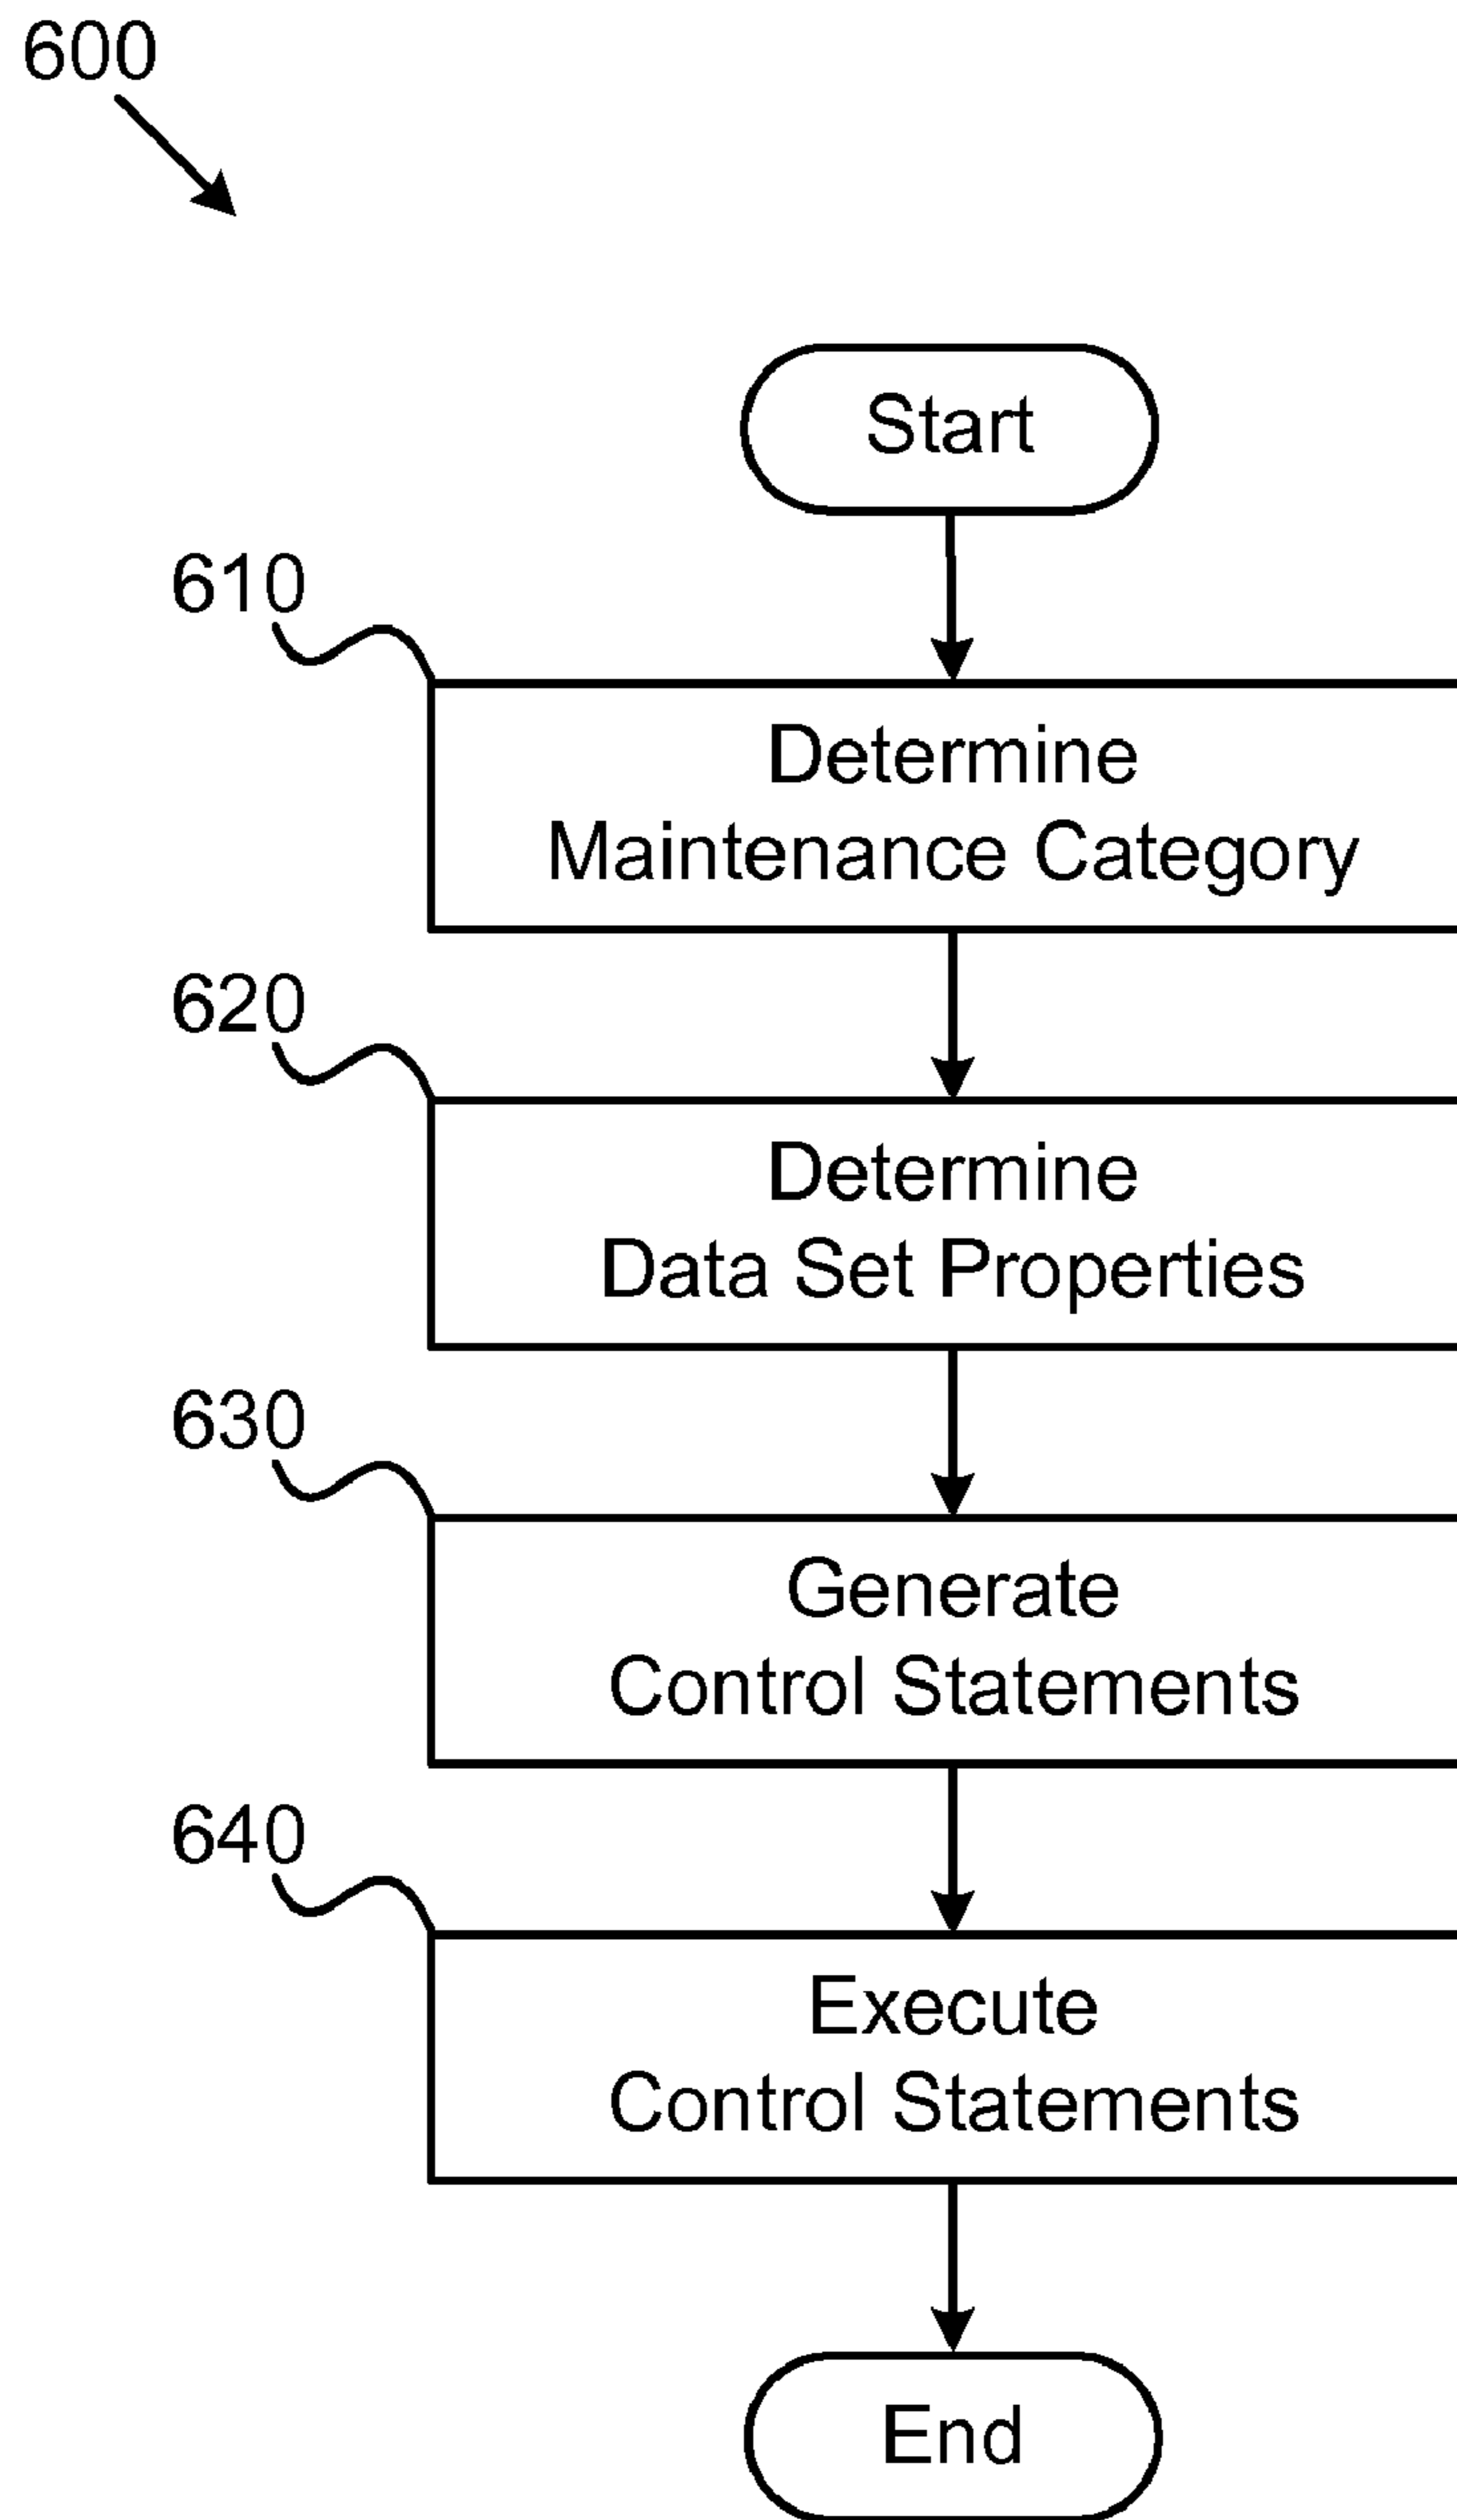 600
Start
610
Determine
Maintenance Category
620
Determine
Data Set Properties
630
Generate
Control Statements
640
Execute
Control Statements
End